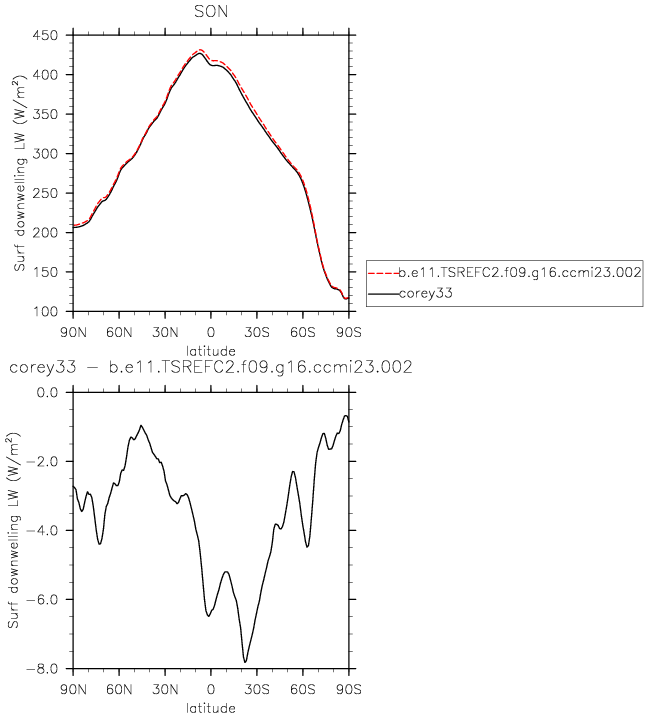 SON
450
400
350
300
250
200
150
100
Surf downwelling LW (W/m²)
90N 60N 30N 0 30S 60S 90S
latitude
b.e11.TSREFC2.f09.g16.ccmi23.002
corey33
corey33 – b.e11.TSREFC2.f09.g16.ccmi23.002
0.0
−2.0
−4.0
−6.0
−8.0
Surf downwelling LW (W/m²)
90N 60N 30N 0 30S 60S 90S
latitude